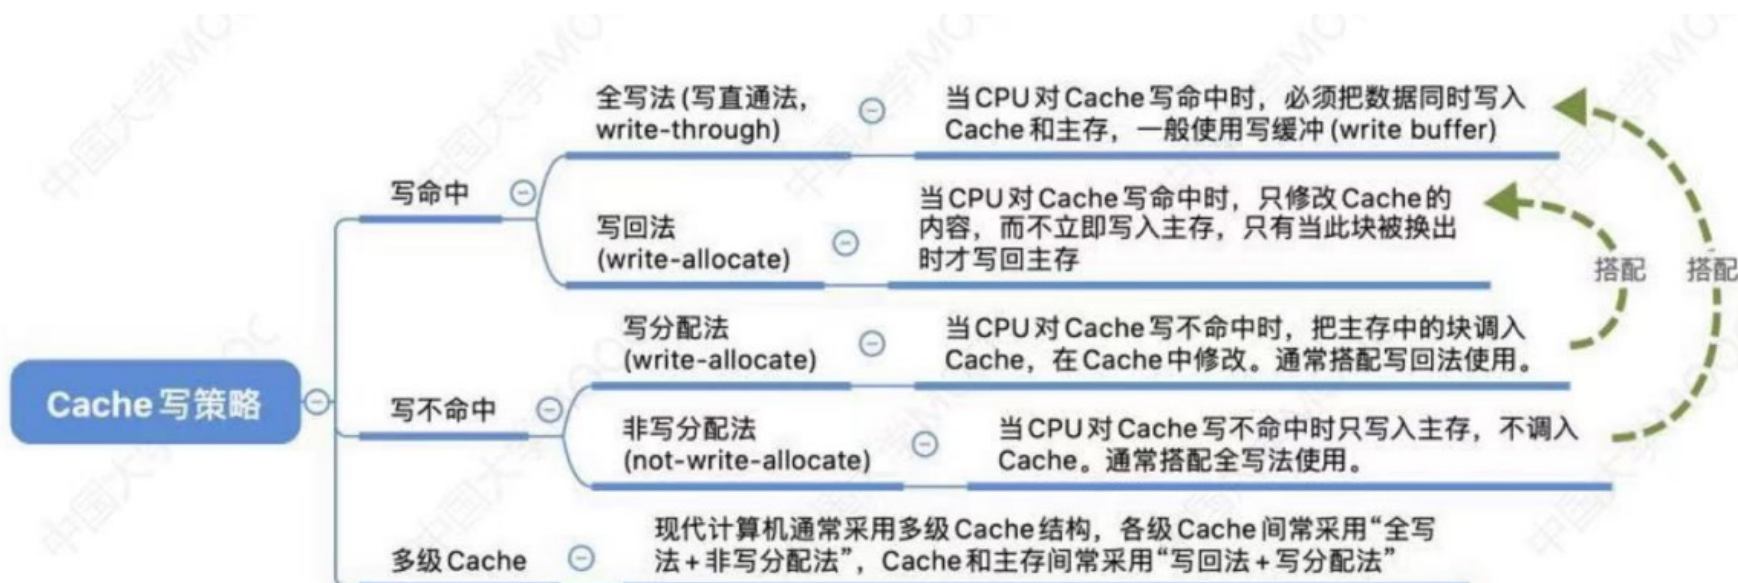 全写法 (写直通法,
write-through)
当CPU对Cache写命中时，必须把数据同时写入
Cache和主存，一般使用写缓冲 (write buffer)
写命中
写回法
(write-allocate)
当CPU对Cache写命中时，只修改Cache的
内容，而不立即写入主存，只有当此块被换出
时才写回主存
搭配
搭配
Cache写策略
写不命中
写分配法
(write-allocate)
当CPU对Cache写不命中时，把主存中的块调入
Cache，在Cache中修改。通常搭配写回法使用。
非写分配法
(not-write-allocate)
当CPU对Cache写不命中时只写入主存，不调入
Cache。通常搭配全写法使用。
多级Cache
现代计算机通常采用多级Cache结构，各级Cache间常采用“全写
法+非写分配法”，Cache和主存间常采用“写回法+写分配法”
中国大学MOOC